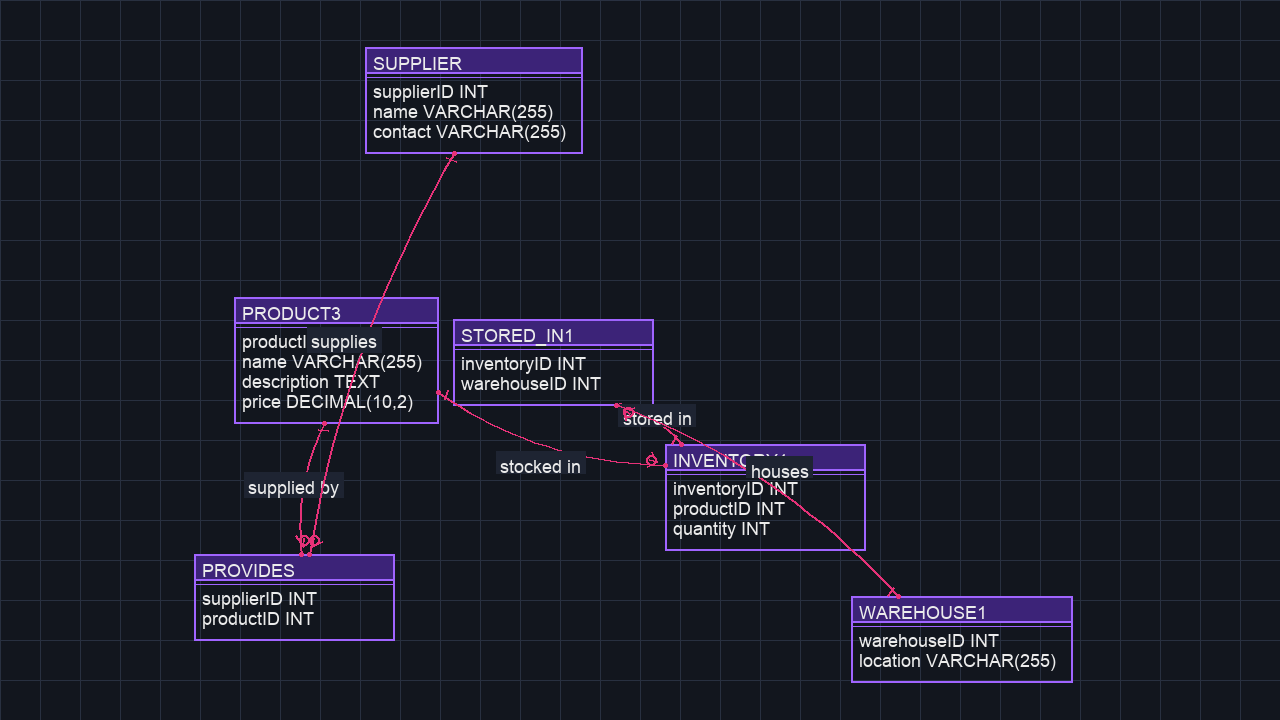 SUPPLIER
supplierID INT
name VARCHAR(255)
contact VARCHAR(255)
PRODUCT3
supplies
name VARCHAR(255)
description TEXT
price DECIMAL(10,2)
STORED_IN1
inventoryID INT
warehouseID INT
stored in
stocked in
houses
inventoryID INT
productID INT
quantity INT
supplied by
PROVIDES
supplierID INT
productID INT
WAREHOUSE1
warehouseID INT
location VARCHAR(255)